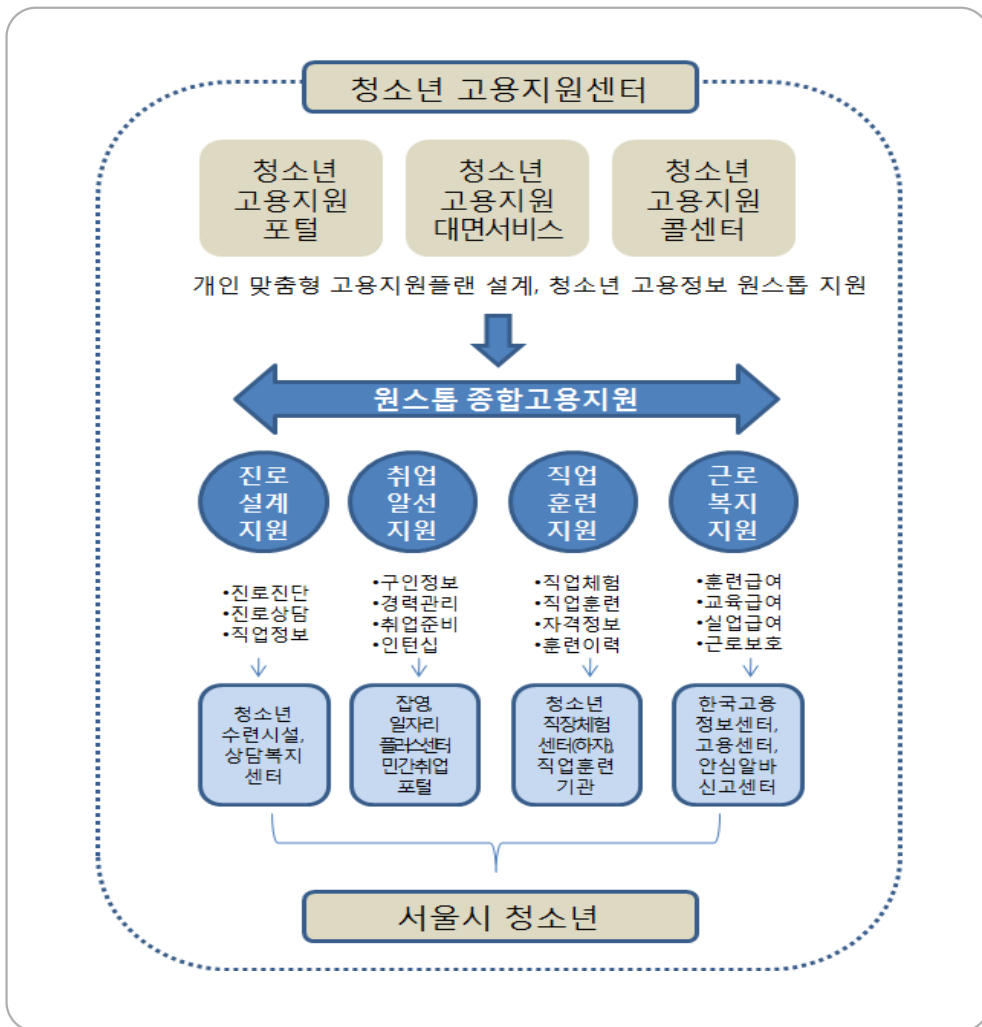 청소년 고용지원센터
청소년
고용지원
포털
청소년
고용지원
대면서비스
청소년
고용지원
콜센터
개인 맞춤형 고용지원플랜 설계, 청소년 고용정보 원스톱 지원
원스톱 종합고용지원
진로
설계
지원
취업
알선
지원
직업
훈련
지원
근로
복지
지원
•진로진단
•진로상담
•직업정보
•구인정보
•경력관리
•취업준비
•인턴십
•직업체험
•직업훈련
•자격정보
•훈련이력
•훈련급여
•교육급여
•실업급여
•근로보호
청소년
수련시설,
상담복지
센터
잡영,
일자리
플러스센터
민간취업
포털
청소년
직장체험
센터(하자),
직업훈련
기관
한국고용
정보센터,
고용센터,
안심알바
신고센터
서울시 청소년